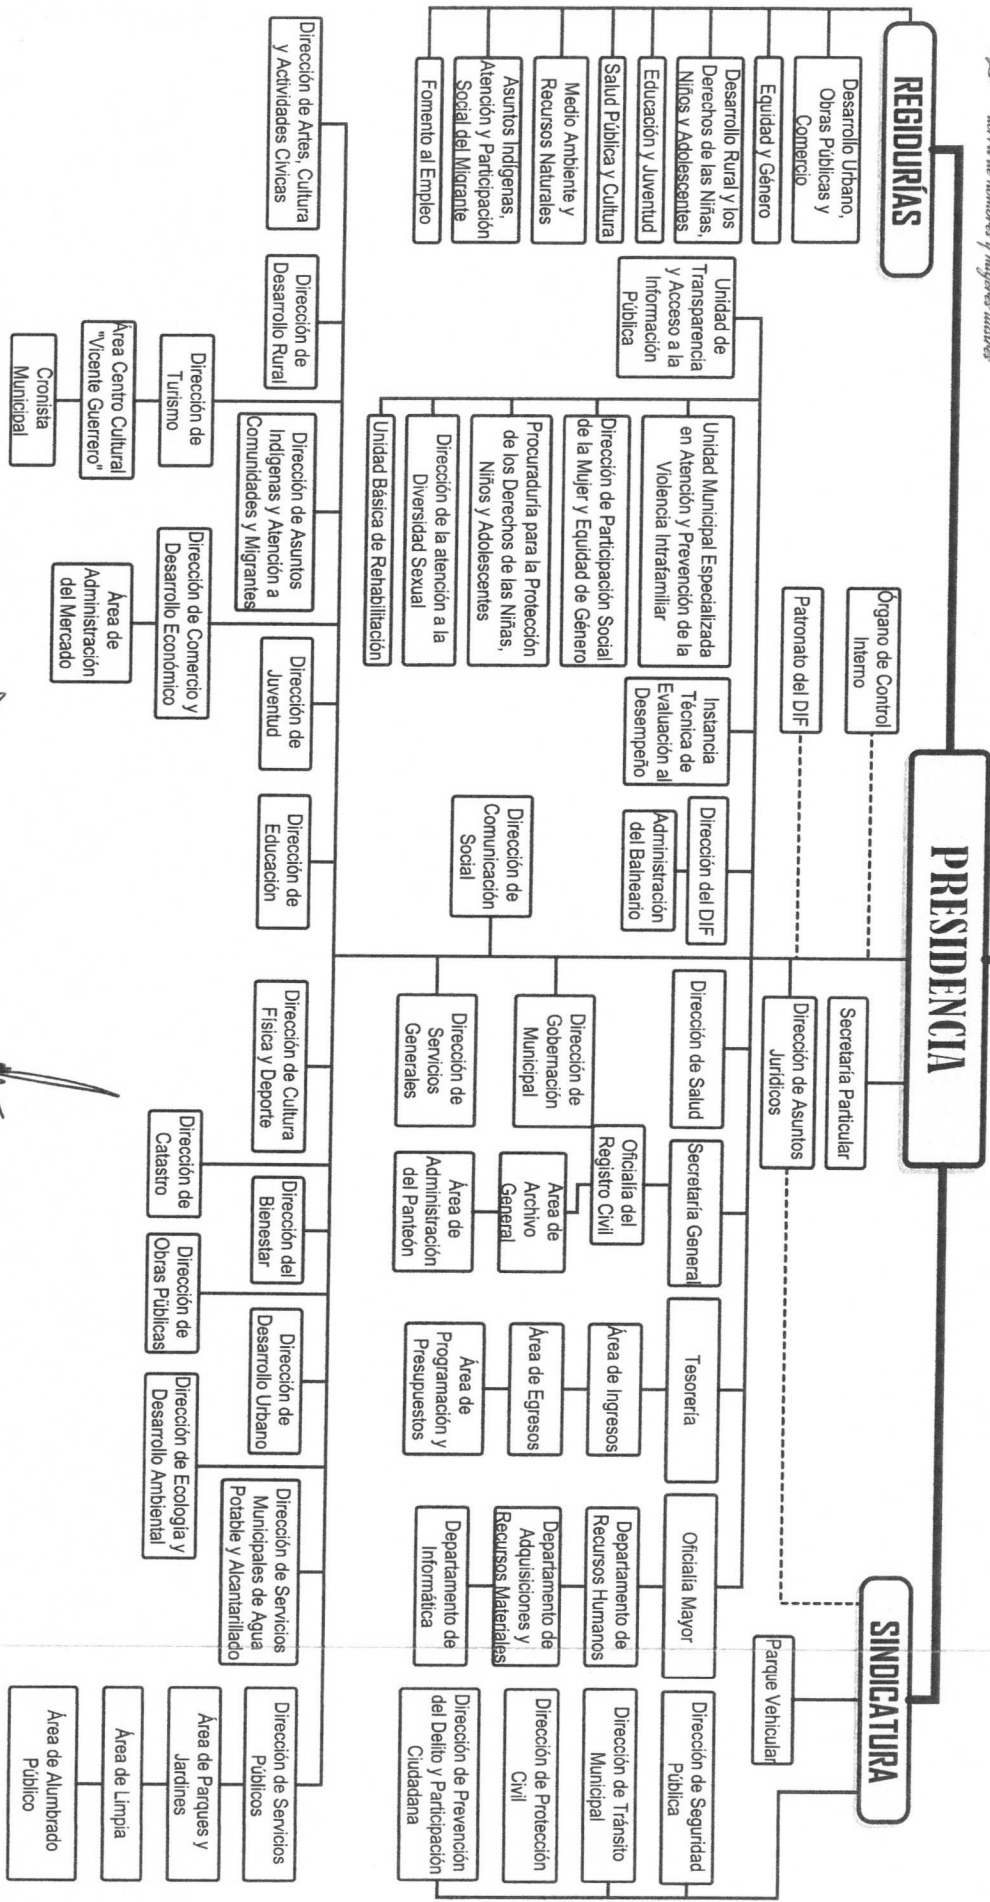 PRESIDENCIA
REGIDURÍAS
SINDICATURA
Secretaría Particular
Órgano de Control
Interno
Patronato del DIF
Dirección de Asuntos
Jurídicos
Parque Vehicular
Desarrollo Urbano,
Obras Públicas y
Comercio
Equidad y Género
Desarrollo Rural y los
Derechos de las Niñas,
Niños y Adolescentes
Educación y Juventud
Salud Pública y Cultura
Medio Ambiente y
Recursos Naturales
Asuntos Indígenas,
Atención y Participación
Social del Migrante
Fomento al Empleo
Unidad de
Transparencia
y Acceso a la
Información
Pública
Unidad Municipal Especializada
en Atención y Prevención de la
Violencia Intrafamiliar
Dirección de Participación Social
de la Mujer y Equidad de Género
Procuraduría para la Protección
de los Derechos de las Niñas,
Niños y Adolescentes
Dirección de la atención a la
Diversidad Sexual
Unidad Básica de Rehabilitación
Instancia
Técnica de
Evaluación al
Desempeño
Dirección del DIF
Administración
del Balneario
Dirección de
Comunicación
Social
Dirección de Salud
Dirección de
Gobernación
Municipal
Dirección de
Servicios
Generales
Secretaría General
Oficialía del
Registro Civil
Área de
Archivo
General
Área de
Administración
del Panteón
Tesorería
Área de Ingresos
Área de Egresos
Área de
Programación y
Presupuestos
Oficialía Mayor
Departamento de
Recursos Humanos
Departamento de
Adquisiciones y
Recursos Materiales
Departamento de
Informática
Dirección de Seguridad
Pública
Dirección de Tránsito
Municipal
Dirección de Protección
Civil
Dirección de Prevención
del Delito y Participación
Ciudadana
Dirección de Artes, Cultura
y Actividades Cívicas
Dirección de
Desarrollo Rural
Dirección de
Turismo
Área Centro Cultural
"Vicente Guerrero"
Cronista
Municipal
Dirección de Asuntos
Indígenas y Atención a
Comunidades y Migrantes
Dirección de Comercio y
Desarrollo Económico
Área de
Administración
del Mercado
Dirección de
Juventud
Dirección de
Educación
Dirección de Cultura
Física y Deporte
Dirección de
Catastro
Dirección del
Bienestar
Dirección de
Obras Públicas
Dirección de
Desarrollo Urbano
Dirección de Ecología y
Desarrollo Ambiental
Dirección de Servicios
Municipales de Agua
Potable y Alcantarillado
Dirección de Servicios
Públicos
Área de Parques y
Jardines
Área de Limpia
Área de Alumbrado
Público